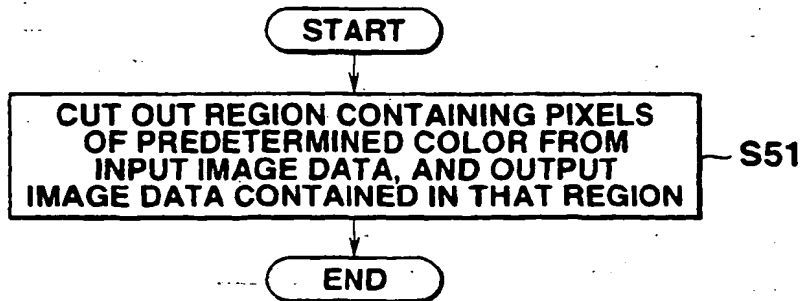 START
CUT OUT REGION CONTAINING PIXELS
OF PREDETERMINED COLOR FROM
INPUT IMAGE DATA, AND OUTPUT
IMAGE DATA CONTAINED IN THAT REGION
S51
END